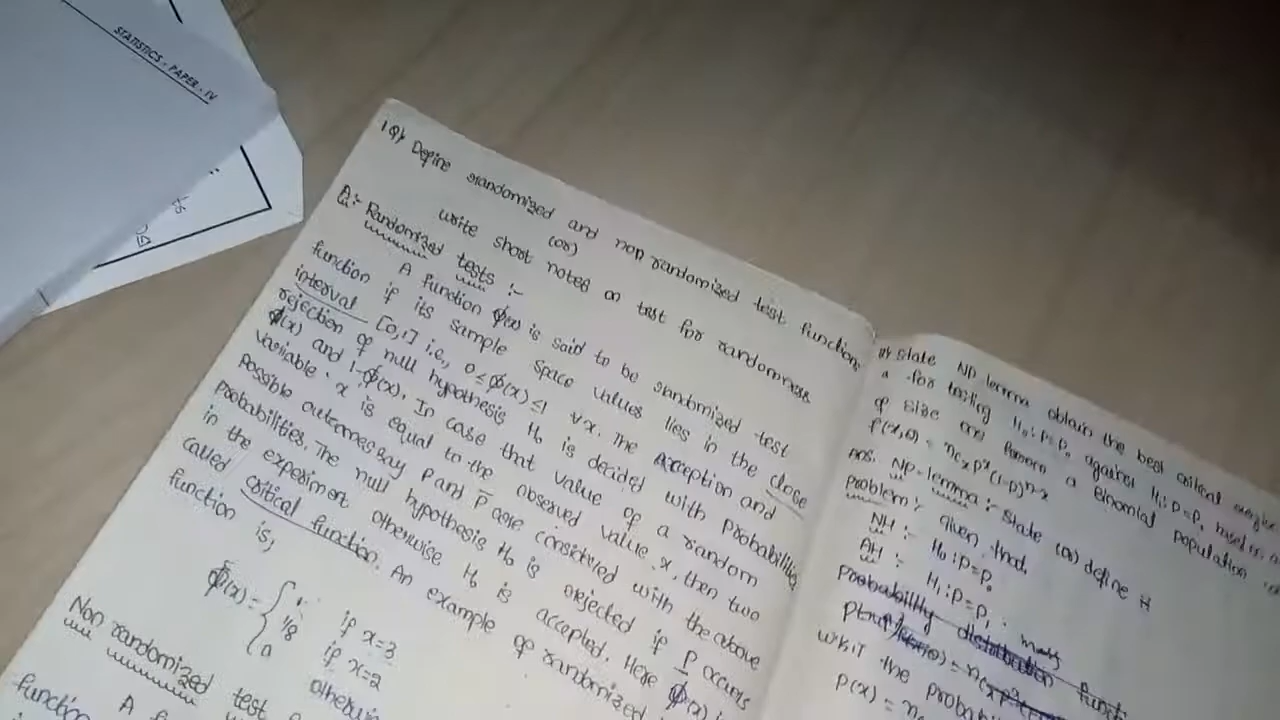 STATISTICS - PAPER - IV
1Q) Define randomized and non randomized test functions
(or)
write short notes on test for randomness
A:- Randomized tests :-
A function ϕ(x) is said to be randomized test
function if its sample space values lies in the close
interval [0,1] i.e., 0≤ϕ(x)≤1 ∀x. The acception and
rejection of null hypothesis H₀ is decided with probabilities
ϕ(x) and 1-ϕ(x). In case that value of a random
variable 'x' is equal to the observed value x, then two
possible outcomes say P and P̅ are considered with the above
probabilities. The null hypothesis H₀ is rejected if P occurs
in the experiment otherwise H₀ is accepted. Here ϕ(x) is
called critical function. An example of randomized
function is,
ϕ(x) = { 1 if x=3
1/8 if x=2
0 otherwise
Non randomized test
function A
State NP lemma obtain the best critical
for testing H₀:P=P₀ against H₁:P=P₁ based on a
of size from a Binomial population
P(x,θ) = ncₓ pˣ (1-p)ⁿ⁻ˣ
Ans. NP-lemma :- State (or) define it
Problem :- Given that,
NH :- H₀:P=P₀
AH :- H₁:P=P₁
Probability distribution mass function
W.K.T the probability
P(x) = nc